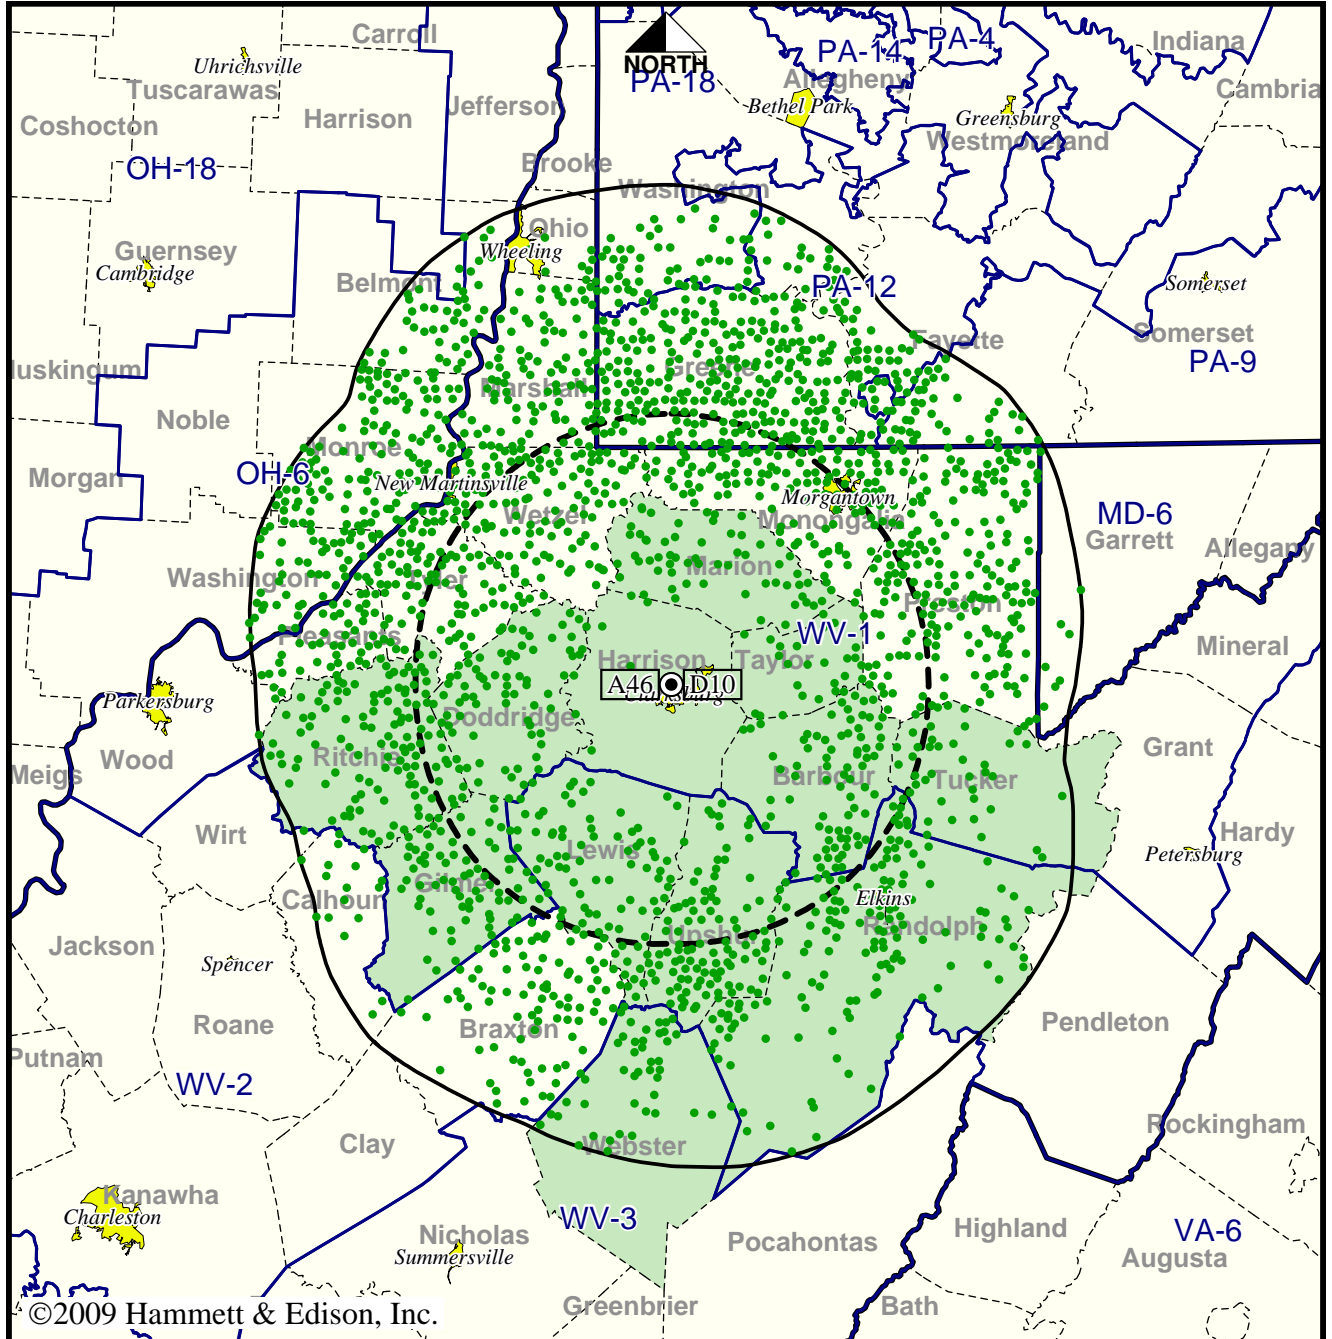 Carroll
Indiana
PA-14
PA-4
NORTH
PA-18
Uhrichsville
Allegheny
Tuscarawas
Cambria
Jefferson
Bethel Park
Harrison
Greensburg
Coshocton
Westmoreland
Brooke
OH-18
Washington
Ohio
Guernsey
Wheeling
Cambridge
Belmont
PA-12
Somerset
Somerset
Fayette
PA-9
Muskingum
Greene
Marshall
Noble
Monroe
OH-6
Morgan
New Martinsville
Morgantown
Wetzel
Monongalia
MD-6
Garrett
Allegany
Marion
Washington
Tyler
Preston
Pleasants
WV-1
Mineral
Harrison
Taylor
A46
D10
Clarksburg
Parkersburg
Doddridge
Wood
Ritchie
Grant
Meigs
Barbour
Tucker
Wirt
Hardy
Lewis
Petersburg
Gilmer
Calhoun
Elkins
Upshur
Randolph
Jackson
Spencer
Roane
Braxton
Pendleton
Putnam
WV-2
Rockingham
Clay
Webster
Kanawha
Charleston
WV-3
Nicholas
Summersville
Pocahontas
Highland
VA-6
Augusta
©2009 Hammett & Edison, Inc.
Greenbrier
Bath